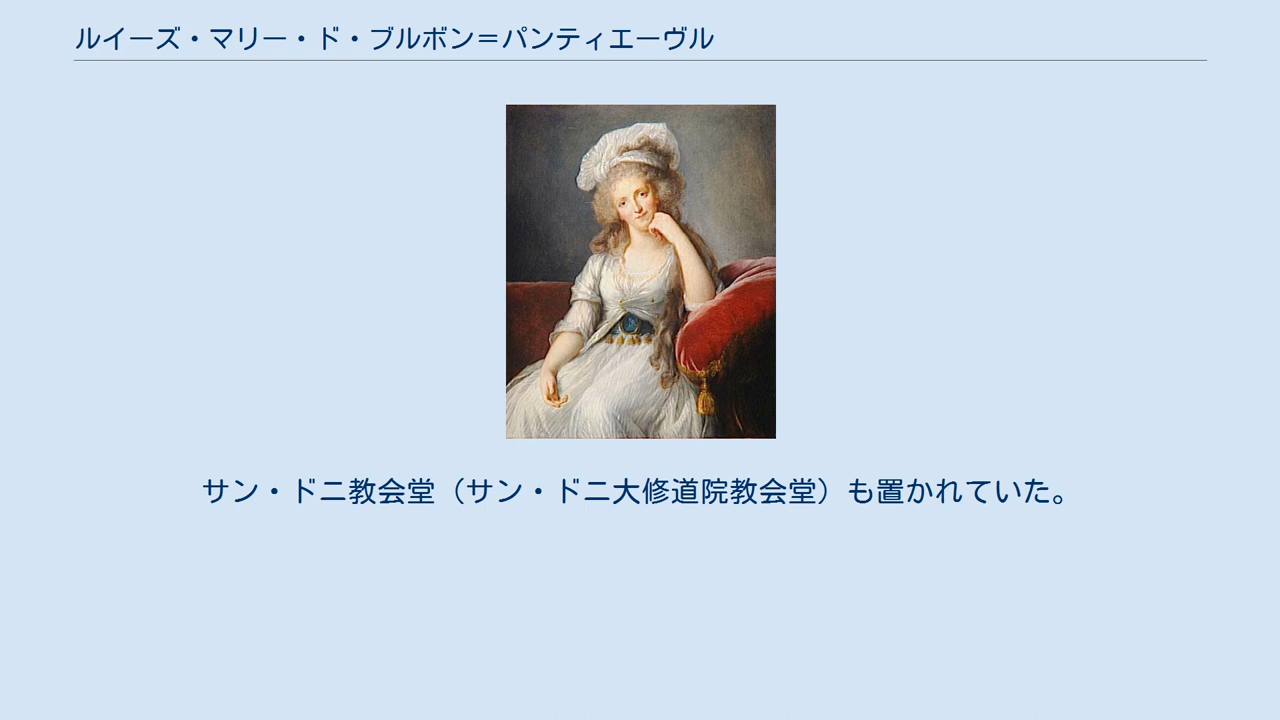 ルイーズ・マリー・ド・ブルボン＝パンティエーヴル
サン・ドニ教会堂（サン・ドニ大修道院教会堂）も置かれていた。